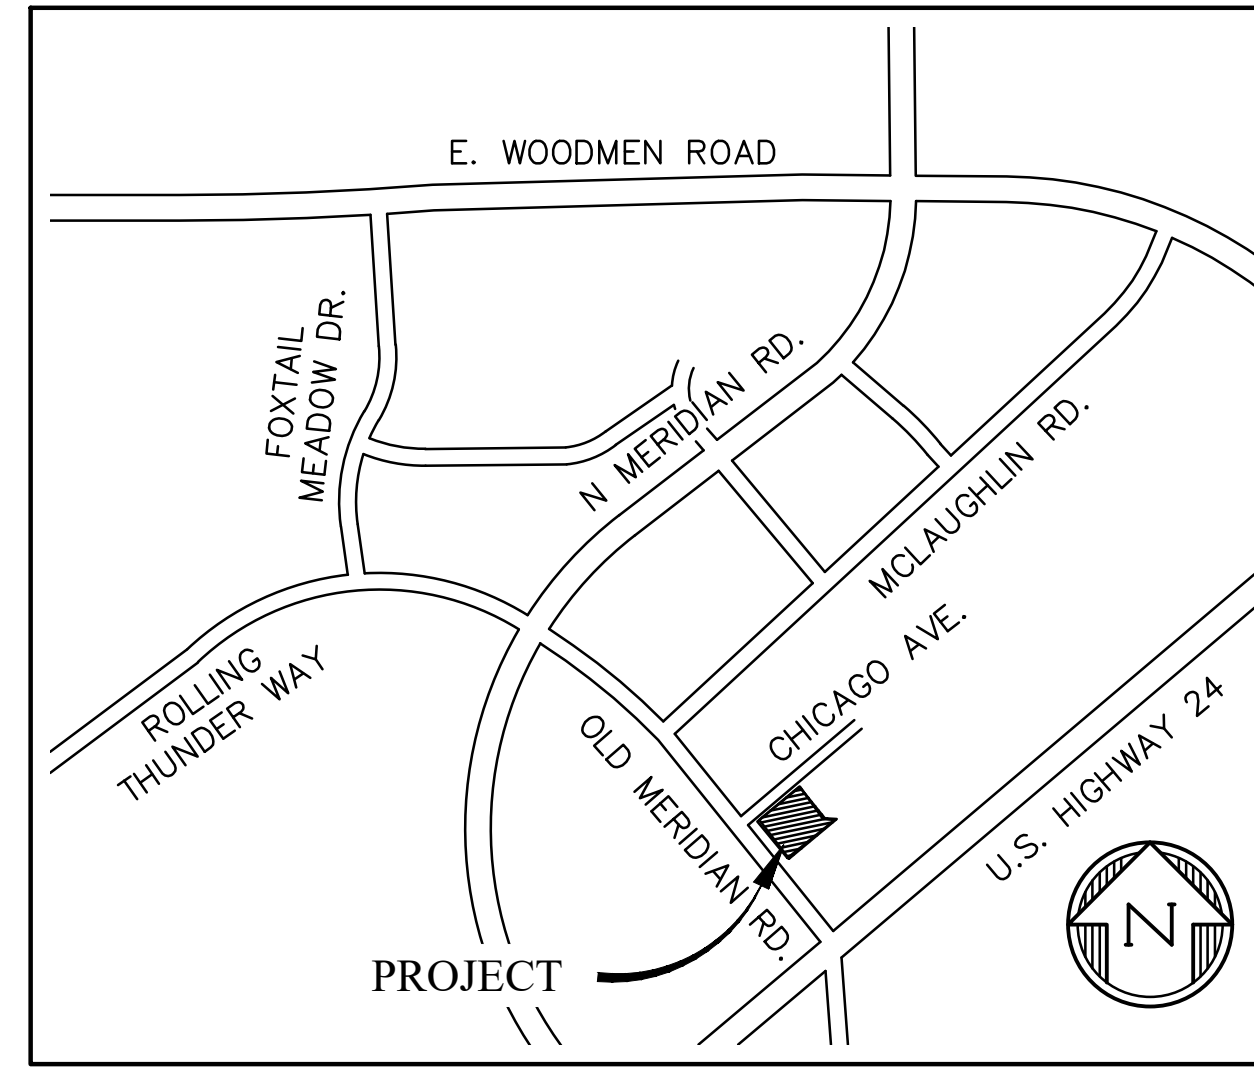 E. WOODMEN ROAD
FOXTAIL
MEADOW DR.
N MERIDIAN RD.
MCLAUGHLIN RD.
CHICAGO AVE.
ROLLING
THUNDER WAY
OLD MERIDIAN RD.
U.S. HIGHWAY 24
N
PROJECT